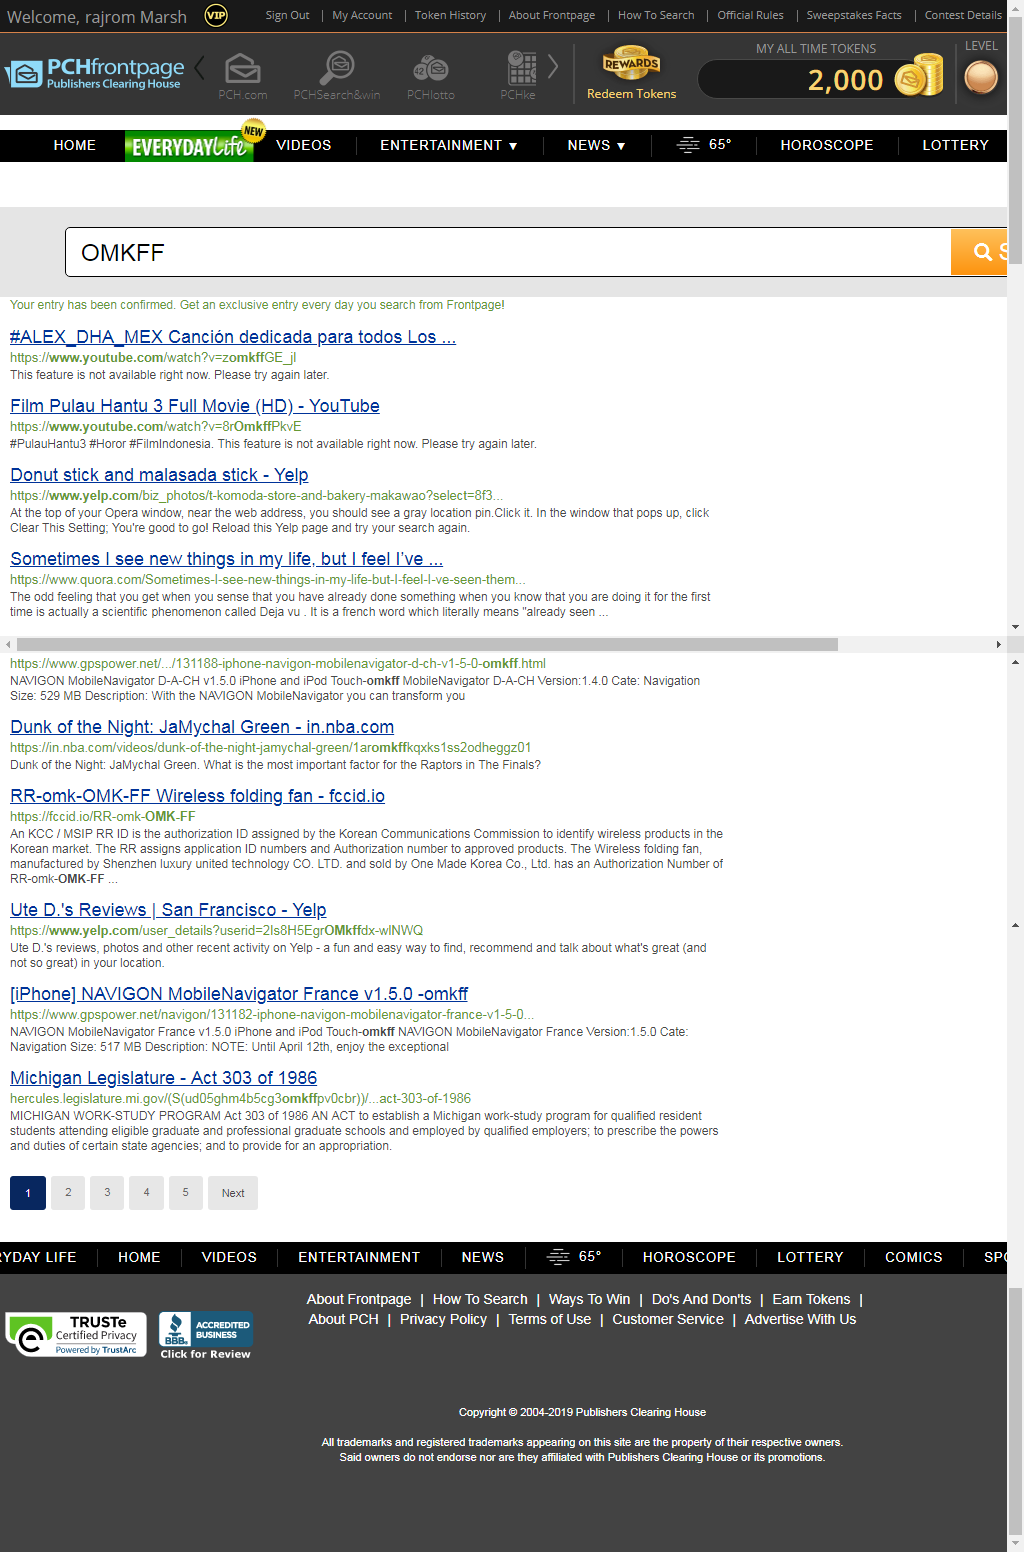 Welcome, rajrom Marsh VIP Sign Out | My Account | Token History | About Frontpage | How To Search | Official Rules | Sweepstakes Facts | Contest Details
PCHfrontpage
Publishers Clearing House
PCH.com PCHSearch&win PCHlotto PCHke
REWARDS
Redeem Tokens
MY ALL TIME TOKENS
2,000
LEVEL
HOME EVERYDAY Life NEW VIDEOS ENTERTAINMENT ▼ NEWS ▼ 65° HOROSCOPE LOTTERY
OMKFF S
Your entry has been confirmed. Get an exclusive entry every day you search from Frontpage!
#ALEX_DHA_MEX Canción dedicada para todos Los ...
https://www.youtube.com/watch?v=zomkffGE_jI
This feature is not available right now. Please try again later.
Film Pulau Hantu 3 Full Movie (HD) - YouTube
https://www.youtube.com/watch?v=8rOmkffPkvE
#PulauHantu3 #Horor #FilmIndonesia. This feature is not available right now. Please try again later.
Donut stick and malasada stick - Yelp
https://www.yelp.com/biz_photos/t-komoda-store-and-bakery-makawao?select=8f3...
At the top of your Opera window, near the web address, you should see a gray location pin.Click it. In the window that pops up, click
Clear This Setting; You're good to go! Reload this Yelp page and try your search again.
Sometimes I see new things in my life, but I feel I've ...
https://www.quora.com/Sometimes-I-see-new-things-in-my-life-but-I-feel-I-ve-seen-them...
The odd feeling that you get when you sense that you have already done something when you know that you are doing it for the first
time is actually a scientific phenomenon called Deja vu . It is a french word which literally means "already seen ...
https://www.gpspower.net/.../131188-iphone-navigon-mobilenavigator-d-ch-v1-5-0-omkff.html
NAVIGON MobileNavigator D-A-CH v1.5.0 iPhone and iPod Touch-omkff MobileNavigator D-A-CH Version:1.4.0 Cate: Navigation
Size: 529 MB Description: With the NAVIGON MobileNavigator you can transform you
Dunk of the Night: JaMychal Green - in.nba.com
https://in.nba.com/videos/dunk-of-the-night-jamychal-green/1aromkffkqxks1ss2odheggz01
Dunk of the Night: JaMychal Green. What is the most important factor for the Raptors in The Finals?
RR-omk-OMK-FF Wireless folding fan - fccid.io
https://fccid.io/RR-omk-OMK-FF
An KCC / MSIP RR ID is the authorization ID assigned by the Korean Communications Commission to identify wireless products in the
Korean market. The RR assigns application ID numbers and Authorization number to approved products. The Wireless folding fan,
manufactured by Shenzhen luxury united technology CO. LTD. and sold by One Made Korea Co., Ltd. has an Authorization Number of
RR-omk-OMK-FF ...
Ute D.'s Reviews | San Francisco - Yelp
https://www.yelp.com/user_details?userid=2Is8H5EgrOMkffdx-wINWQ
Ute D.'s reviews, photos and other recent activity on Yelp - a fun and easy way to find, recommend and talk about what's great (and
not so great) in your location.
[iPhone] NAVIGON MobileNavigator France v1.5.0 -omkff
https://www.gpspower.net/navigon/131182-iphone-navigon-mobilenavigator-france-v1-5-0...
NAVIGON MobileNavigator France v1.5.0 iPhone and iPod Touch-omkff NAVIGON MobileNavigator France Version:1.5.0 Cate:
Navigation Size: 517 MB Description: NOTE: Until April 12th, enjoy the exceptional
Michigan Legislature - Act 303 of 1986
hercules.legislature.mi.gov/(S(ud05ghm4b5cg3omkffpv0cbr))/...act-303-of-1986
MICHIGAN WORK-STUDY PROGRAM Act 303 of 1986 AN ACT to establish a Michigan work-study program for qualified resident
students attending eligible graduate and professional graduate schools and employed by qualified employers; to prescribe the powers
and duties of certain state agencies; and to provide for an appropriation.
1 2 3 4 5 Next
RYDAY LIFE HOME VIDEOS ENTERTAINMENT NEWS 65° HOROSCOPE LOTTERY COMICS SPO
About Frontpage | How To Search | Ways To Win | Do's And Don'ts | Earn Tokens |
About PCH | Privacy Policy | Terms of Use | Customer Service | Advertise With Us
TRUSTe
Certified Privacy
Powered by TrustArc
BBB.
ACCREDITED
BUSINESS
Click for Review
Copyright © 2004-2019 Publishers Clearing House
All trademarks and registered trademarks appearing on this site are the property of their respective owners.
Said owners do not endorse nor are they affiliated with Publishers Clearing House or its promotions.